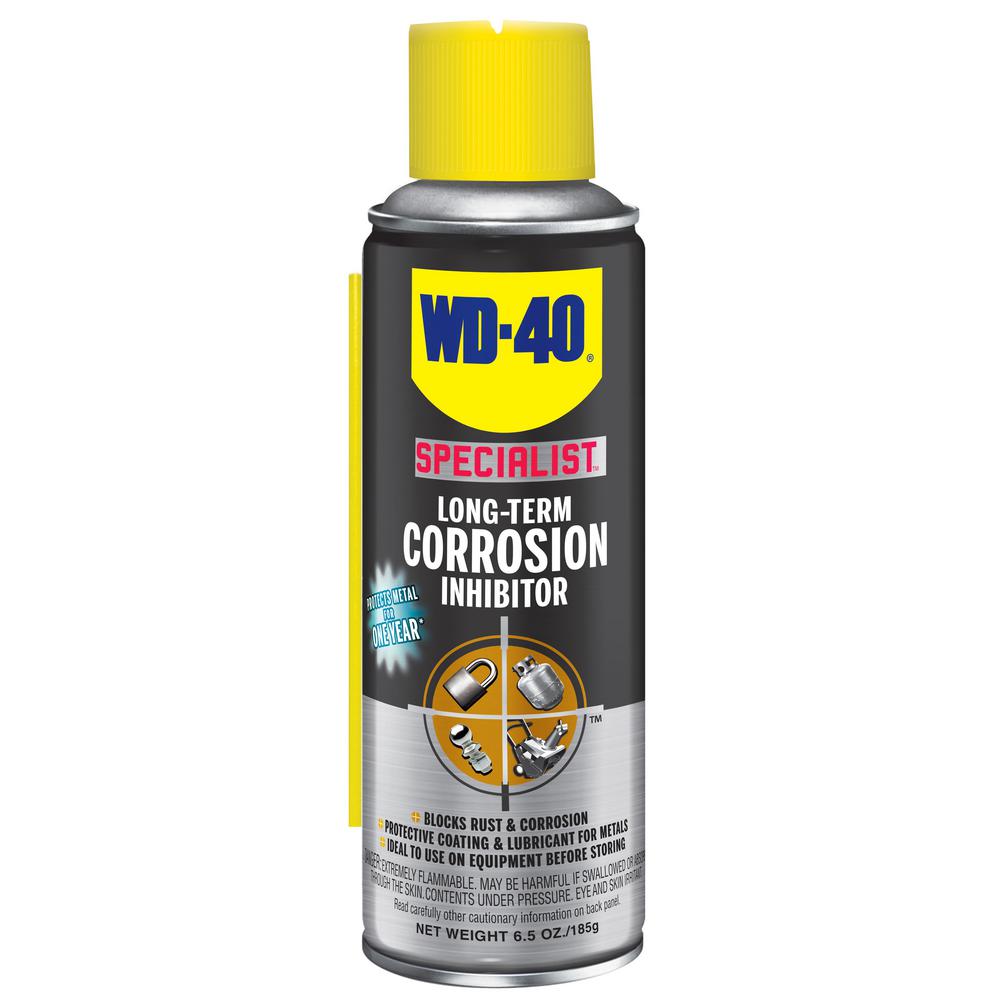 WD-40®
SPECIALIST™
LONG-TERM
CORROSION
INHIBITOR
PROTECTS METAL
FOR
ONE YEAR*
™
BLOCKS RUST & CORROSION
PROTECTIVE COATING & LUBRICANT FOR METALS
IDEAL TO USE ON EQUIPMENT BEFORE STORING
DANGER: EXTREMELY FLAMMABLE. MAY BE HARMFUL IF SWALLOWED OR
THROUGH THE SKIN. CONTENTS UNDER PRESSURE. EYE AND SKIN
Read carefully other cautionary information on back panel.
NET WEIGHT 6.5 OZ./185g